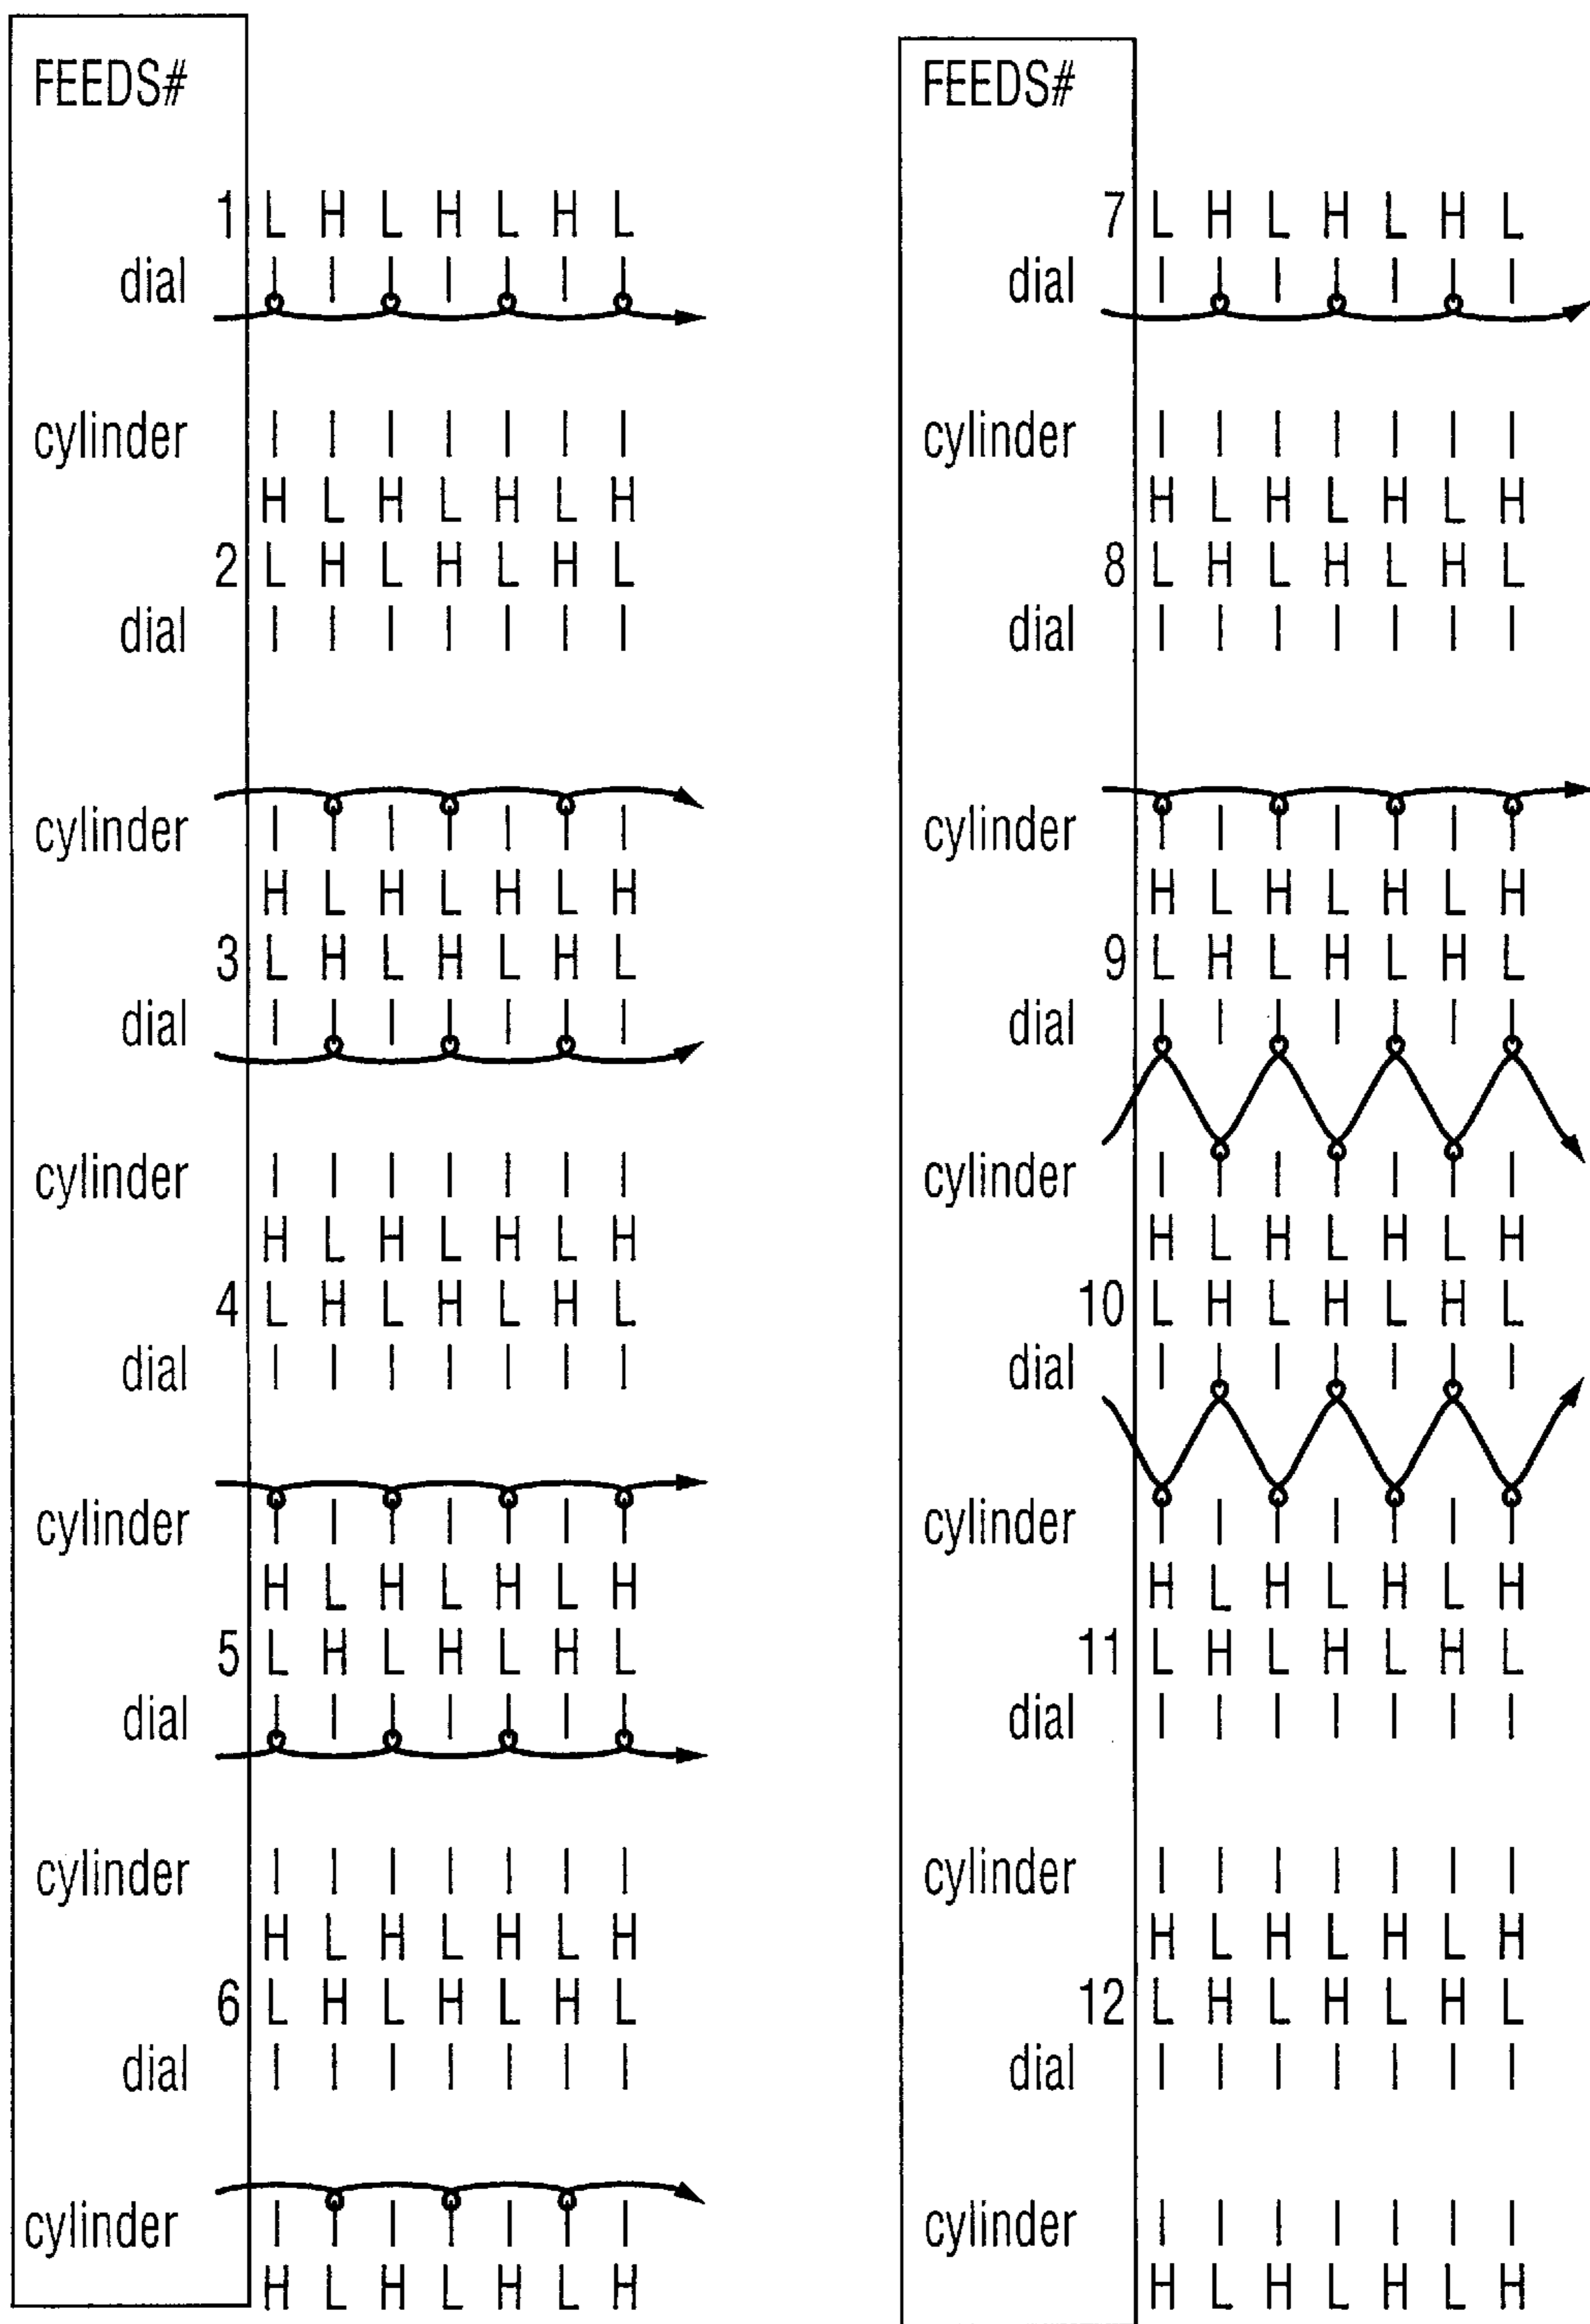 FEEDS#
1 L H L H L H L
dial
cylinder
H L H L H L H
2 L H L H L H L
dial
cylinder
H L H L H L H
3 L H L H L H L
dial
cylinder
H L H L H L H
4 L H L H L H L
dial
cylinder
H L H L H L H
5 L H L H L H L
dial
cylinder
H L H L H L H
6 L H L H L H L
dial
cylinder
H L H L H L H
FEEDS#
7 L H L H L H L
dial
cylinder
H L H L H L H
8 L H L H L H L
dial
cylinder
H L H L H L H
9 L H L H L H L
dial
cylinder
H L H L H L H
10 L H L H L H L
dial
cylinder
H L H L H L H
11 L H L H L H L
dial
cylinder
H L H L H L H
12 L H L H L H L
dial
cylinder
H L H L H L H